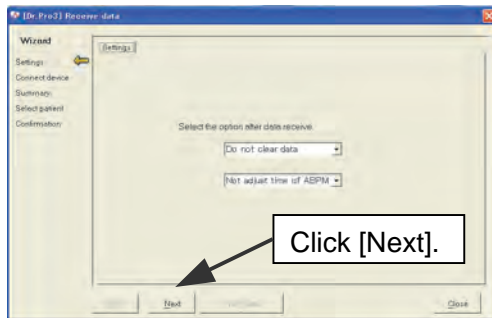 [Dr.Pro3] Receive data
Wizard
Settings
Settings
Connect device
Summary
Select patient
Confirmation
Select the option after data receive.
Do not clear data
Not adjust time of ABPM
Click [Next].
Next
Close